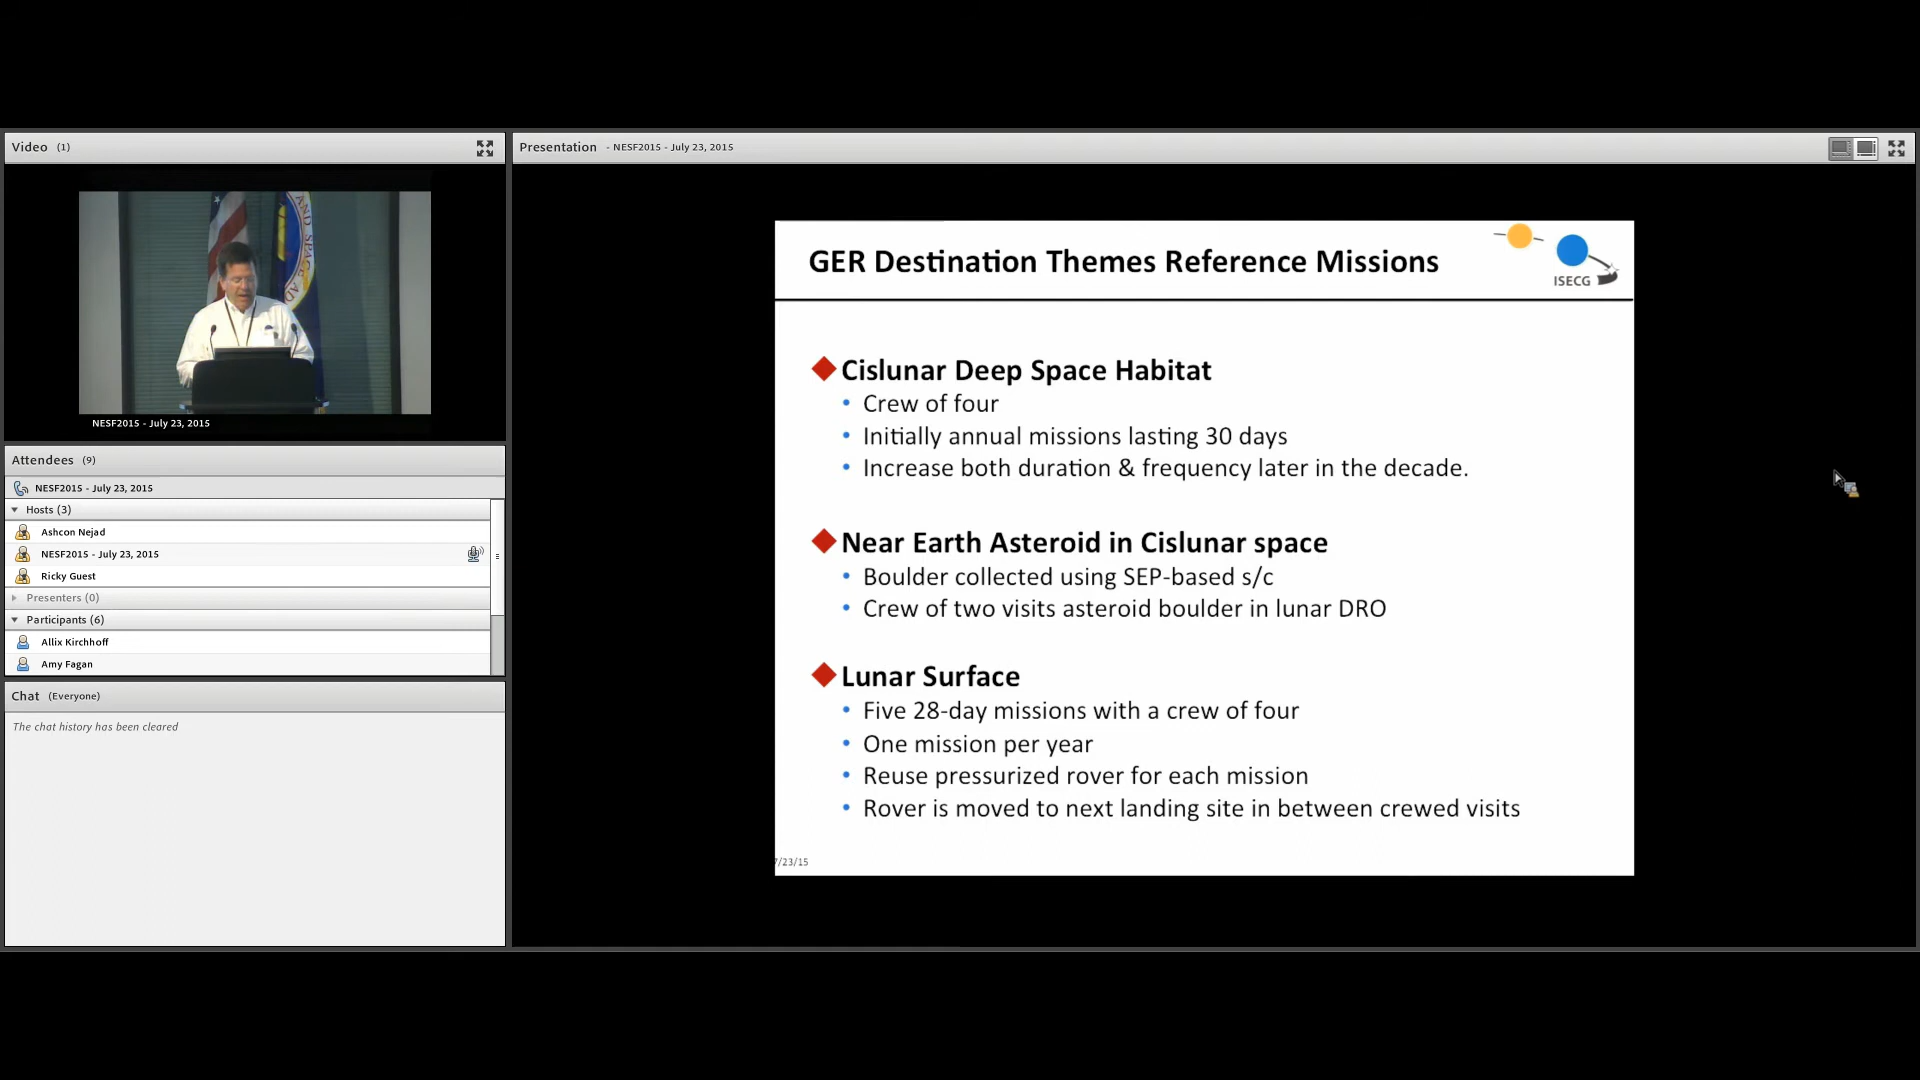 Video (1)
NESF2015 - July 23, 2015
Attendees (9)
NESF2015 - July 23, 2015
Hosts (3)
Ashcon Nejad
NESF2015 - July 23, 2015
Ricky Guest
Presenters (0)
Participants (6)
Allix Kirchhoff
Amy Fagan
Chat (Everyone)
The chat history has been cleared
Presentation - NESF2015 - July 23, 2015
GER Destination Themes Reference Missions
ISECG
Cislunar Deep Space Habitat
• Crew of four
• Initially annual missions lasting 30 days
• Increase both duration & frequency later in the decade.
Near Earth Asteroid in Cislunar space
• Boulder collected using SEP-based s/c
• Crew of two visits asteroid boulder in lunar DRO
Lunar Surface
• Five 28-day missions with a crew of four
• One mission per year
• Reuse pressurized rover for each mission
• Rover is moved to next landing site in between crewed visits
7/23/15
AND SPACE AD